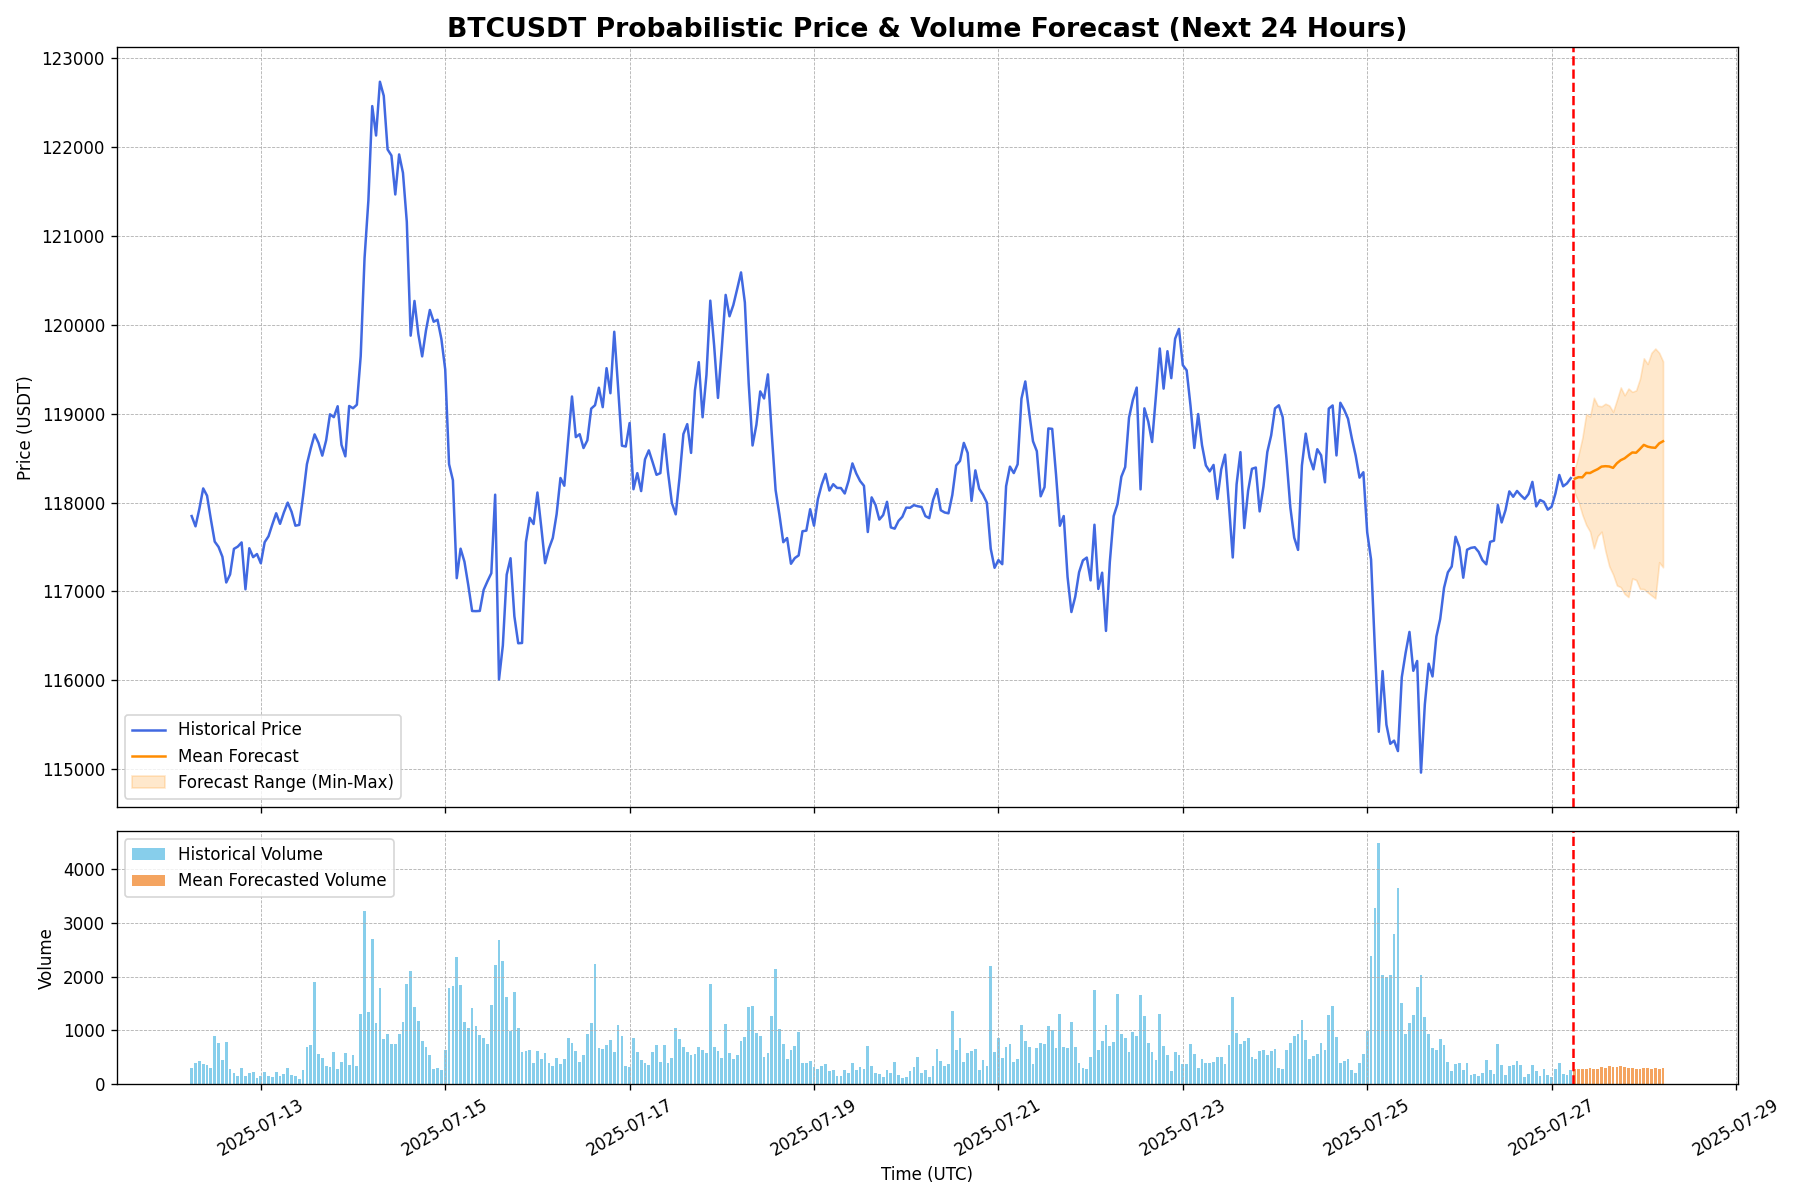 BTCUSDT Probabilistic Price & Volume Forecast (Next 24 Hours)
123000
122000
121000
120000
119000
118000
117000
116000
115000
Price (USDT)
Historical Price
Mean Forecast
Forecast Range (Min-Max)
Historical Volume
Mean Forecasted Volume
4000
3000
2000
1000
0
Volume
2025-07-13
2025-07-15
2025-07-17
2025-07-19
2025-07-21
2025-07-23
2025-07-25
2025-07-27
2025-07-29
Time (UTC)